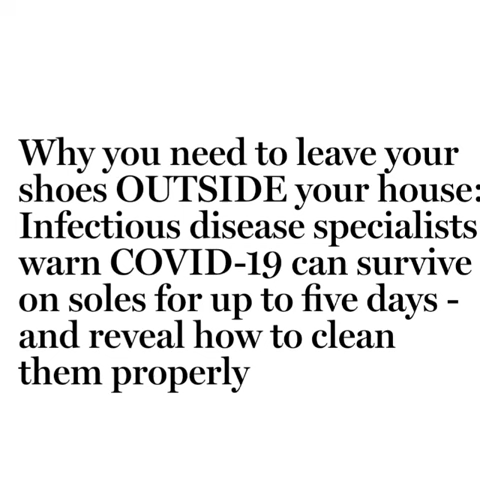 Why you need to leave your
shoes OUTSIDE your house:
Infectious disease specialists
warn COVID-19 can survive
on soles for up to five days -
and reveal how to clean
them properly